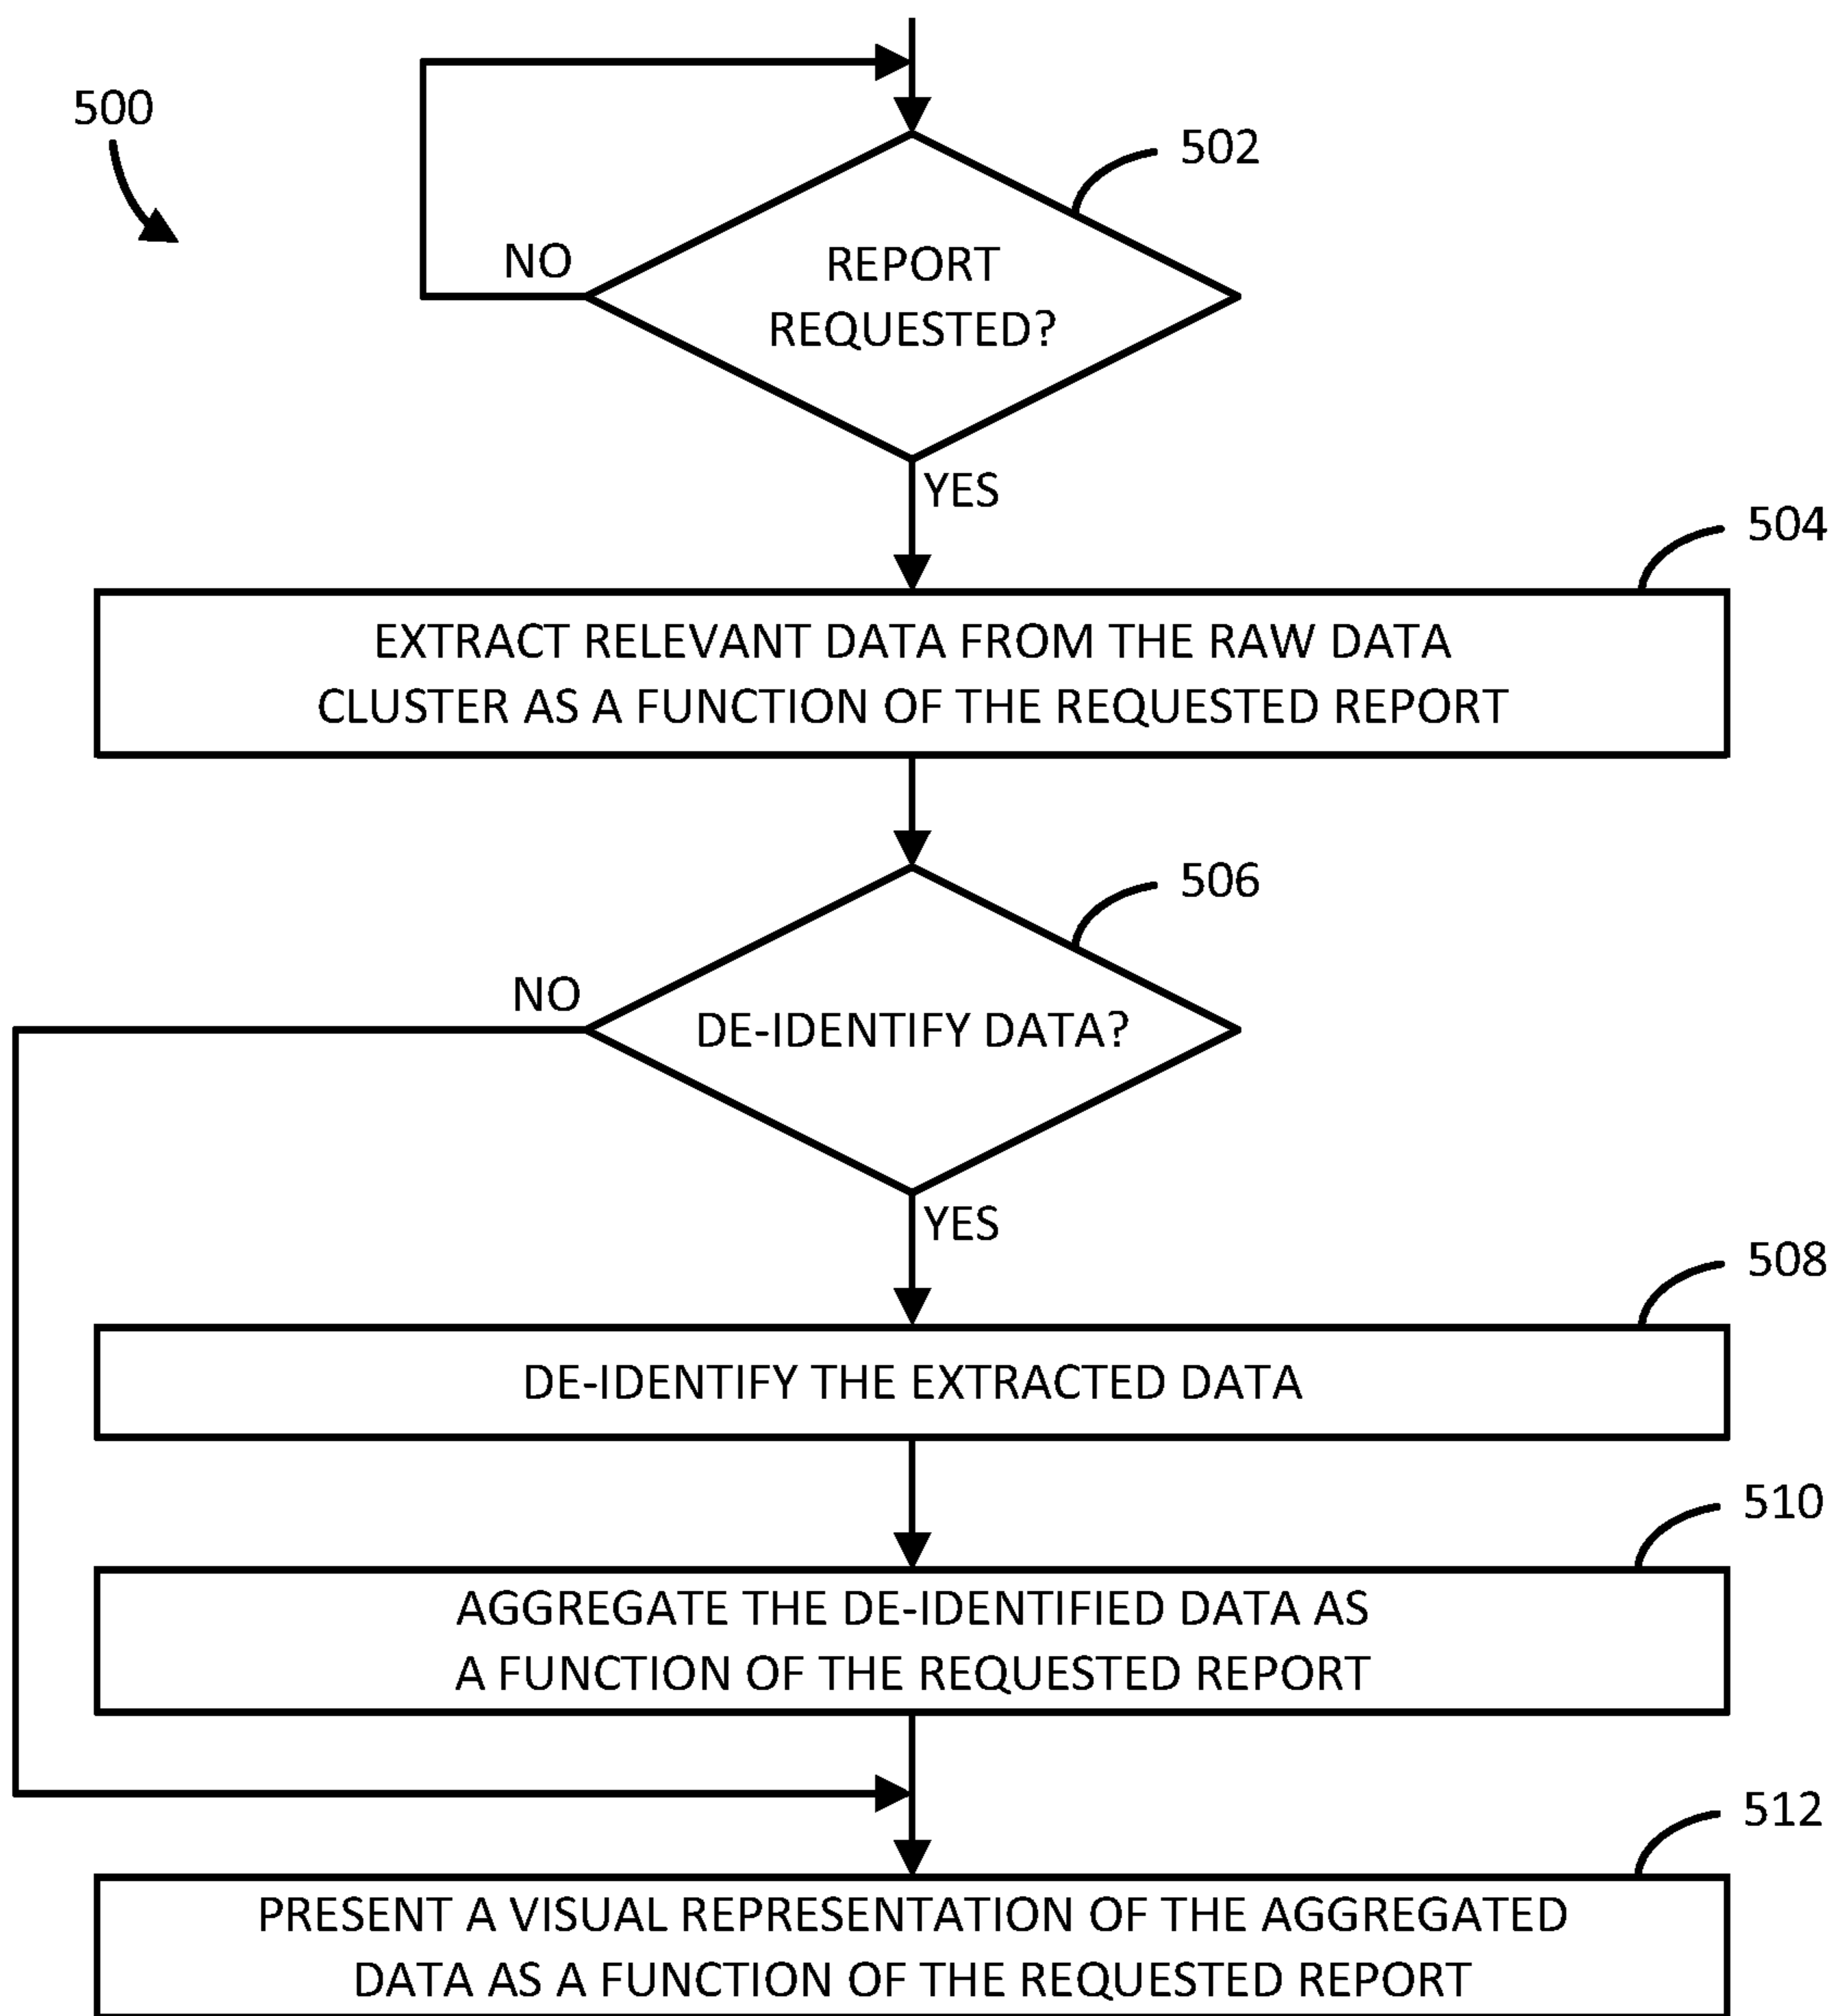 500
502
NO
REPORT
REQUESTED?
YES
504
EXTRACT RELEVANT DATA FROM THE RAW DATA
CLUSTER AS A FUNCTION OF THE REQUESTED REPORT
506
NO
DE-IDENTIFY DATA?
YES
508
DE-IDENTIFY THE EXTRACTED DATA
510
AGGREGATE THE DE-IDENTIFIED DATA AS
A FUNCTION OF THE REQUESTED REPORT
512
PRESENT A VISUAL REPRESENTATION OF THE AGGREGATED
DATA AS A FUNCTION OF THE REQUESTED REPORT